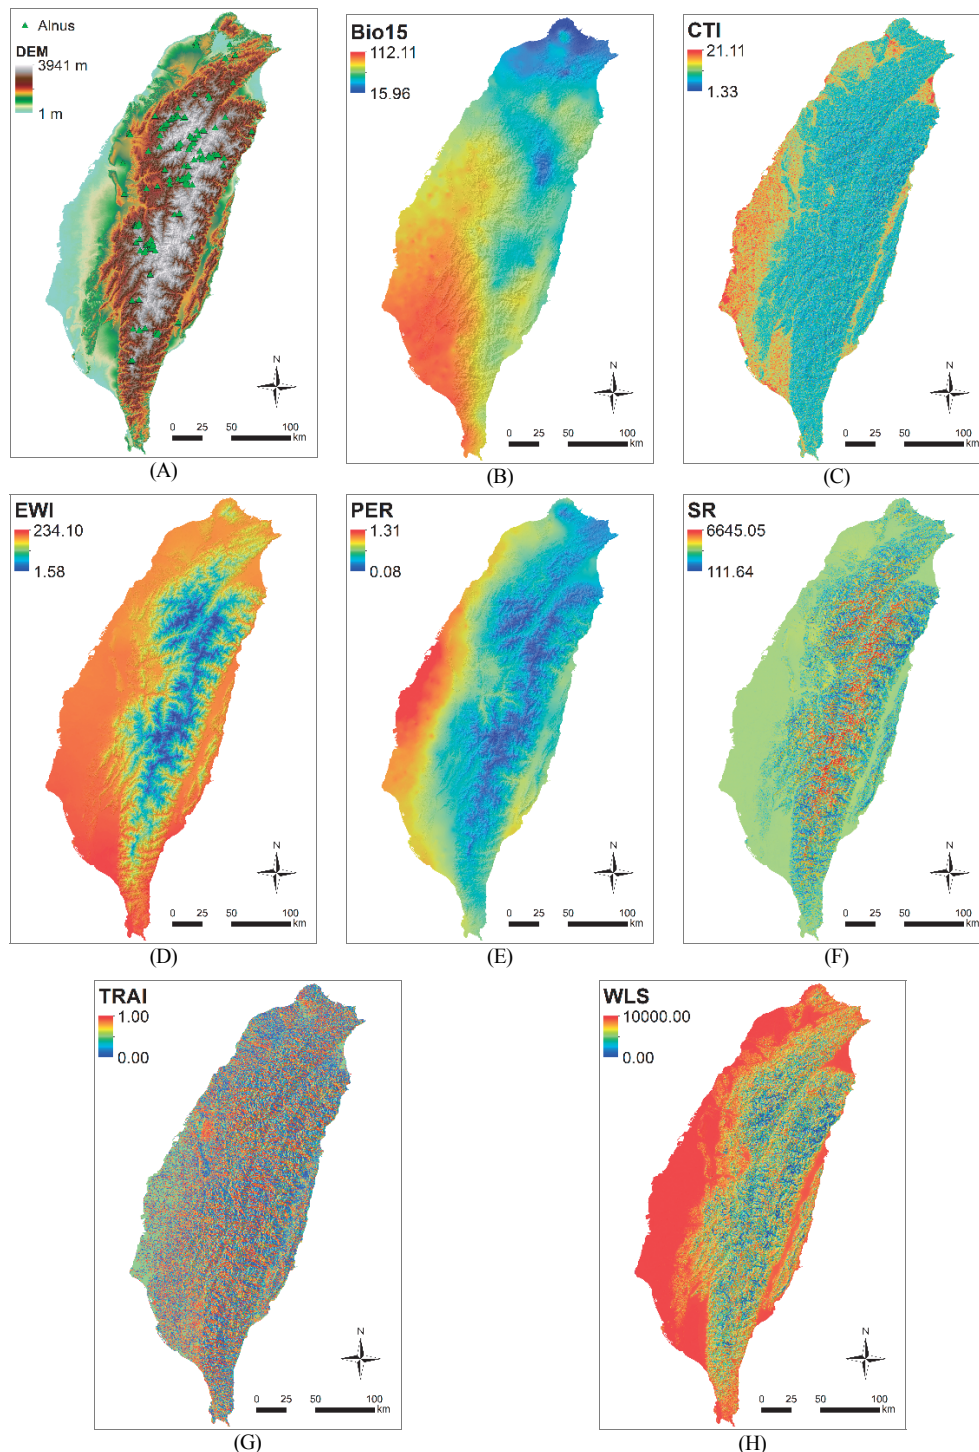 Alnus
DEM
3941 m
1 m
N
0 25 50 100
km
(A)
Bio15
112.11
15.96
N
0 25 50 100
km
(B)
CTI
21.11
1.33
N
0 25 50 100
km
(C)
EWI
234.10
1.58
N
0 25 50 100
km
(D)
PER
1.31
0.08
N
0 25 50 100
km
(E)
SR
6645.05
111.64
N
0 25 50 100
km
(F)
TRAI
1.00
0.00
N
0 25 50 100
km
(G)
WLS
10000.00
0.00
N
0 25 50 100
km
(H)